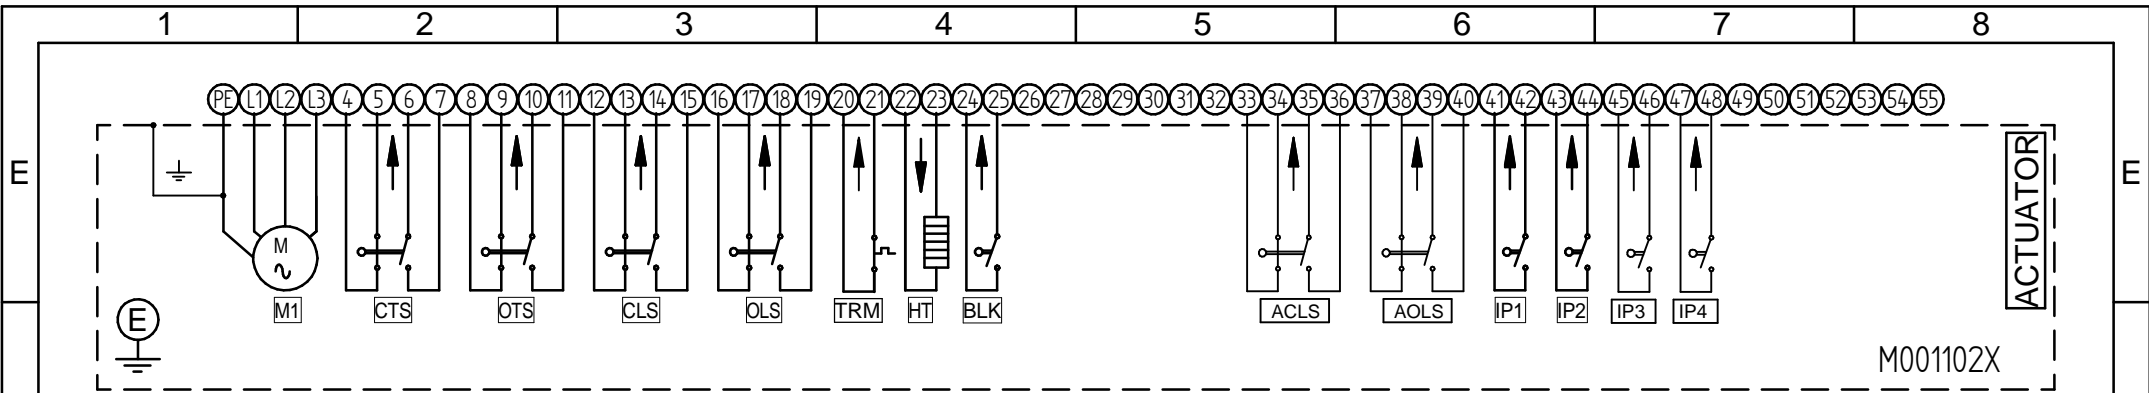 1 2 3 4 5 6 7 8
PE L1 L2 L3 4 5 6 7 8 9 10 11 12 13 14 15 16 17 18 19 20 21 22 23 24 25 26 27 28 29 30 31 32 33 34 35 36 37 38 39 40 41 42 43 44 45 46 47 48 49 50 51 52 53 54 55
E E
ACTUATOR
M
M1 CTS OTS CLS OLS TRM HT BLK ACLS AOLS IP1 IP2 IP3 IP4
E
M001102X